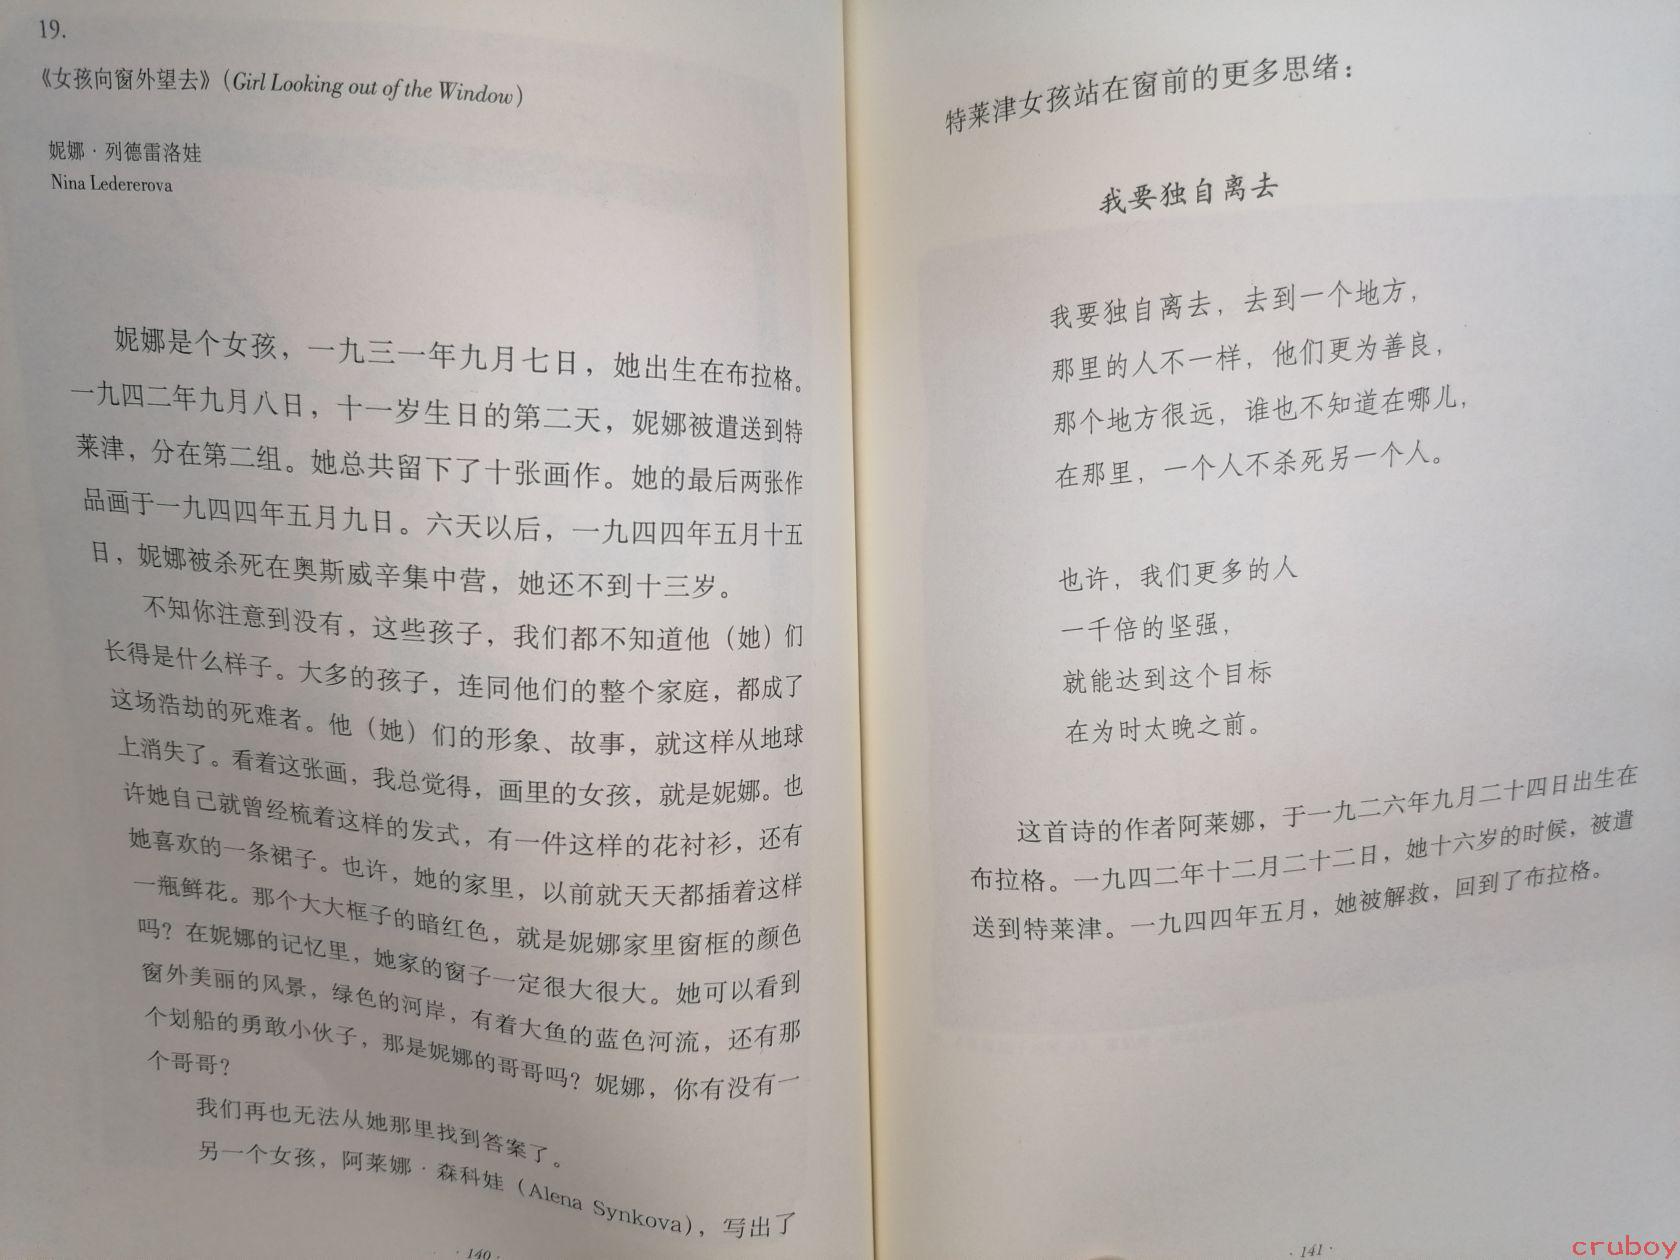 19.
《女孩向窗外望去》（Girl Looking out of the Window）
妮娜·列德雷洛娃
Nina Ledererova
妮娜是个女孩，一九三一年九月七日，她出生在布拉格。
一九四二年九月八日，十一岁生日的第二天，妮娜被遣送到特
莱津，分在第二组。她总共留下了十张画作。她的最后两张作
品画于一九四四年五月九日。六天以后，一九四四年五月十五
日，妮娜被杀死在奥斯威辛集中营，她还不到十三岁。
不知你注意到没有，这些孩子，我们都不知道他（她）们
长得是什么样子。大多的孩子，连同他们的整个家庭，都成了
这场浩劫的死难者。他（她）们的形象、故事，就这样从地球
上消失了。看着这张画，我总觉得，画里的女孩，就是妮娜。也
许她自己就曾经梳着这样的发式，有一件这样的花衬衫，还有
她喜欢的一条裙子。也许，她的家里，以前就天天都插着这样
一瓶鲜花。那个大大框子的暗红色，就是妮娜家里窗框的颜色
吗？在妮娜的记忆里，她家的窗子一定很大很大。她可以看到
窗外美丽的风景，绿色的河岸，有着大鱼的蓝色河流，还有那
个划船的勇敢小伙子，那是妮娜的哥哥吗？妮娜，你有没有一
个哥哥？
我们再也无法从她那里找到答案了。
另一个女孩，阿莱娜·森科娃（Alena Synkova），写出了
·140·
特莱津女孩站在窗前的更多思绪：
我要独自离去
我要独自离去，去到一个地方，
那里的人不一样，他们更为善良，
那个地方很远，谁也不知道在哪儿，
在那里，一个人不杀死另一个人。
也许，我们更多的人
一千倍的坚强，
就能达到这个目标
在为时太晚之前。
这首诗的作者阿莱娜，于一九二六年九月二十四日出生在
布拉格。一九四二年十二月二十二日，她十六岁的时候，被遣
送到特莱津。一九四四年五月，她被解救，回到了布拉格。
·141·
cruboy